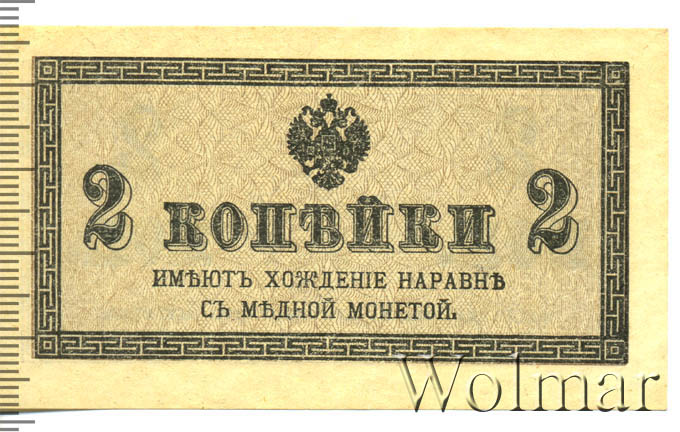 2 КОПѢЙКИ 2
ИМѢЮТЪ ХОЖДЕНІЕ НАРАВНѢ
СЪ МѢДНОЙ МОНЕТОЙ.
Wolmar